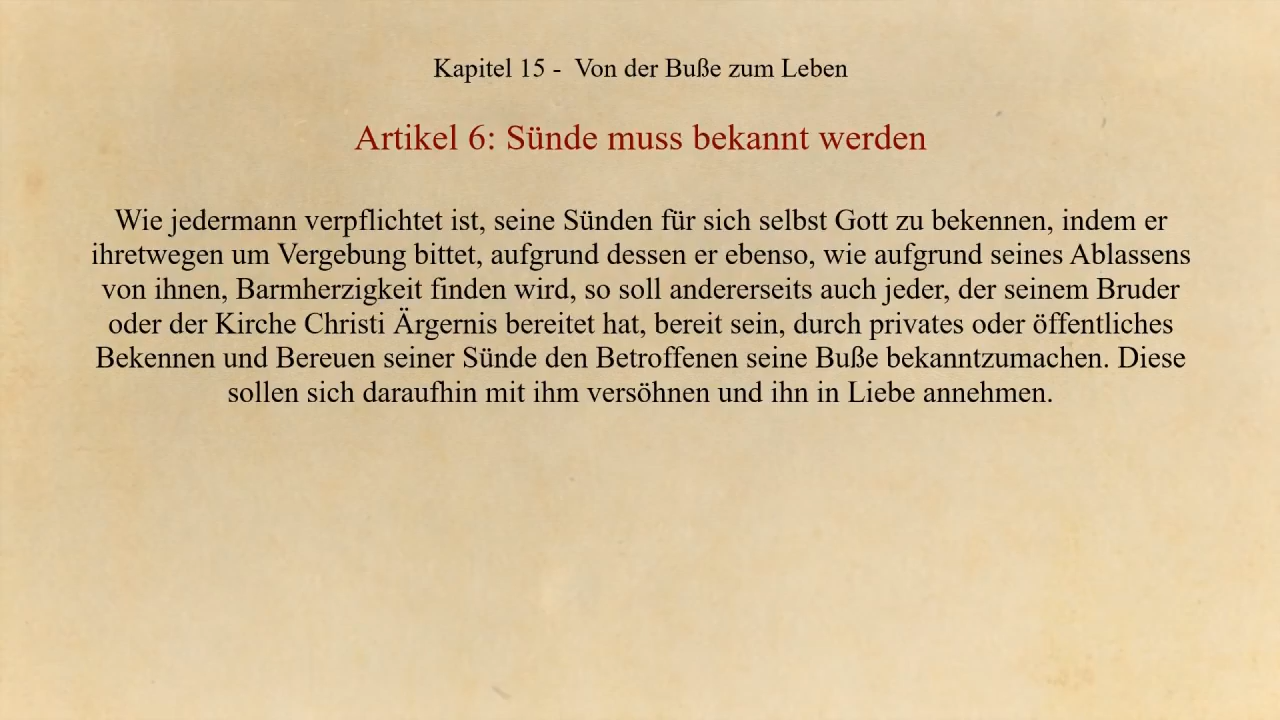 Kapitel 15 -  Von der Buße zum Leben
Artikel 6: Sünde muss bekannt werden
Wie jedermann verpflichtet ist, seine Sünden für sich selbst Gott zu bekennen, indem er
ihretwegen um Vergebung bittet, aufgrund dessen er ebenso, wie aufgrund seines Ablassens
von ihnen, Barmherzigkeit finden wird, so soll andererseits auch jeder, der seinem Bruder
oder der Kirche Christi Ärgernis bereitet hat, bereit sein, durch privates oder öffentliches
Bekennen und Bereuen seiner Sünde den Betroffenen seine Buße bekanntzumachen. Diese
sollen sich daraufhin mit ihm versöhnen und ihn in Liebe annehmen.